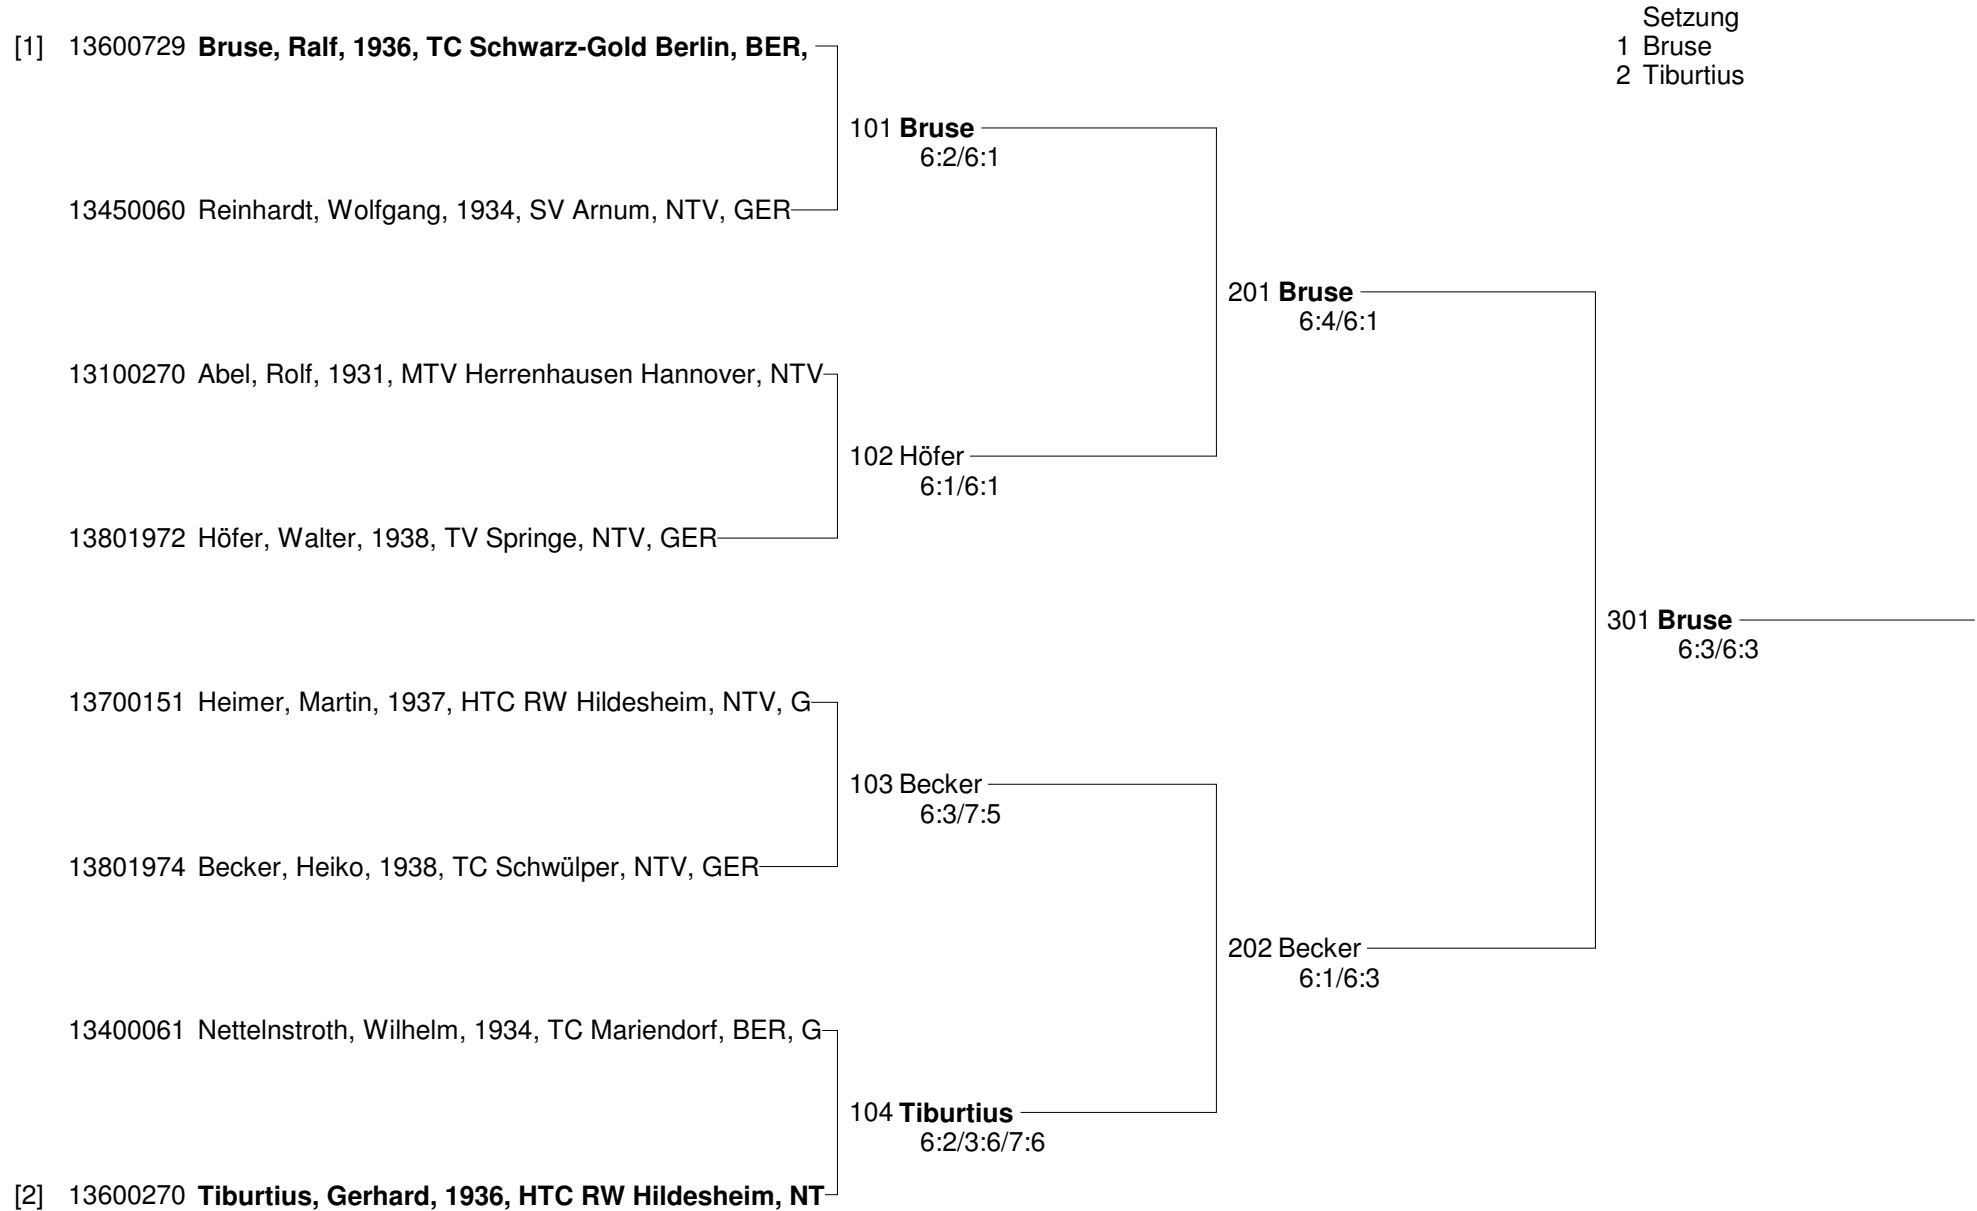 Setzung
1 Bruse
2 Tiburtius
[1] 13600729 Bruse, Ralf, 1936, TC Schwarz-Gold Berlin, BER,
101 Bruse
6:2/6:1
13450060 Reinhardt, Wolfgang, 1934, SV Arnum, NTV, GER
201 Bruse
6:4/6:1
13100270 Abel, Rolf, 1931, MTV Herrenhausen Hannover, NTV
102 Höfer
6:1/6:1
13801972 Höfer, Walter, 1938, TV Springe, NTV, GER
301 Bruse
6:3/6:3
13700151 Heimer, Martin, 1937, HTC RW Hildesheim, NTV, G
103 Becker
6:3/7:5
13801974 Becker, Heiko, 1938, TC Schwülper, NTV, GER
202 Becker
6:1/6:3
13400061 Nettelnstroth, Wilhelm, 1934, TC Mariendorf, BER, G
104 Tiburtius
6:2/3:6/7:6
[2] 13600270 Tiburtius, Gerhard, 1936, HTC RW Hildesheim, NT